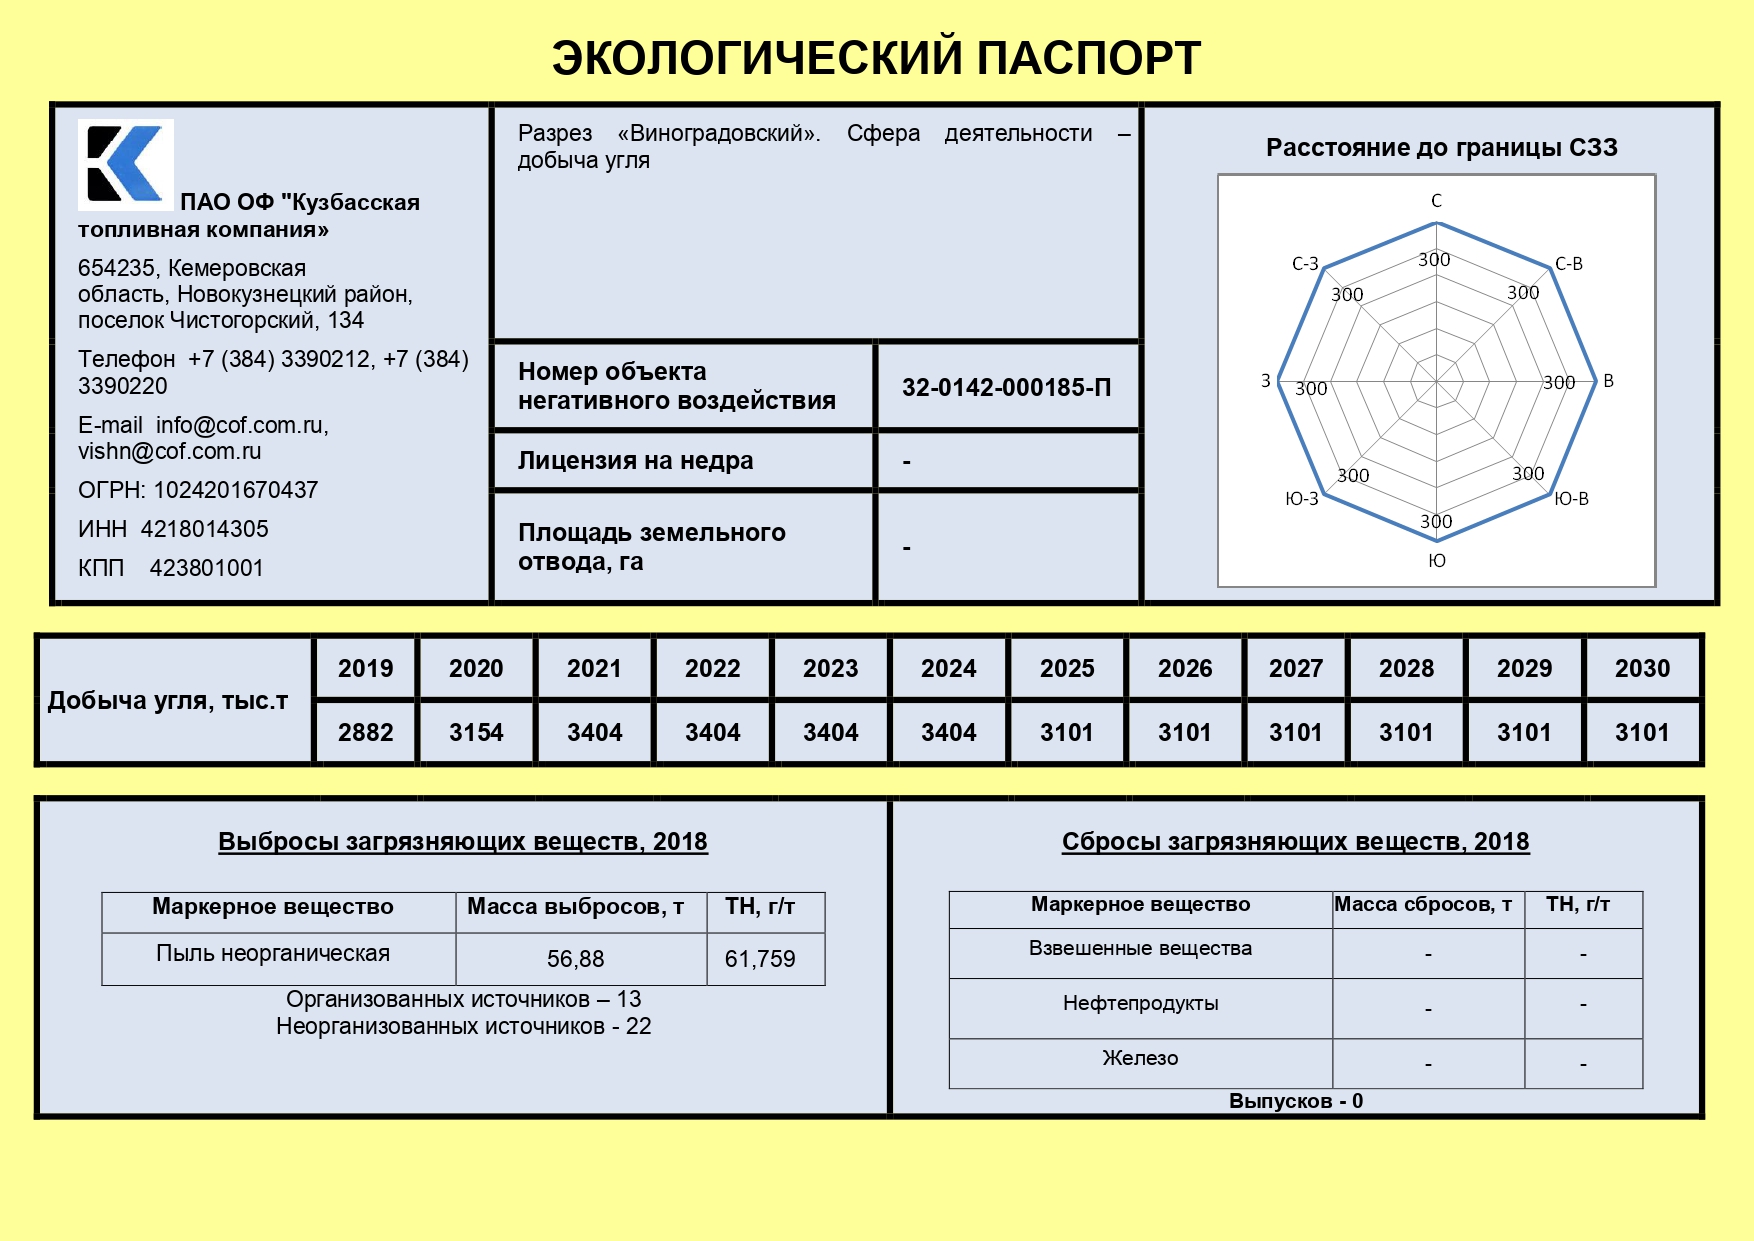 ЭКОЛОГИЧЕСКИЙ ПАСПОРТ
ПАО ОФ "Кузбасская
топливная компания»
654235, Кемеровская
область, Новокузнецкий район,
поселок Чистогорский, 134
Телефон +7 (384) 3390212, +7 (384)
3390220
E-mail info@cof.com.ru,
vishn@cof.com.ru
ОГРН: 1024201670437
ИНН 4218014305
КПП 423801001
Разрез «Виноградовский». Сфера деятельности –
добыча угля
Номер объекта
негативного воздействия
32-0142-000185-П
Лицензия на недра
-
Площадь земельного
отвода, га
-
Расстояние до границы СЗЗ
С
С-З
300
С-В
300
300
З
300
300
В
300
300
Ю-З
300
Ю-В
Ю
Добыча угля, тыс.т
2019 2020 2021 2022 2023 2024 2025 2026 2027 2028 2029 2030
2882 3154 3404 3404 3404 3404 3101 3101 3101 3101 3101 3101
Выбросы загрязняющих веществ, 2018
Маркерное вещество Масса выбросов, т ТН, г/т
Пыль неорганическая 56,88 61,759
Организованных источников – 13
Неорганизованных источников - 22
Сбросы загрязняющих веществ, 2018
Маркерное вещество Масса сбросов, т ТН, г/т
Взвешенные вещества - -
Нефтепродукты - -
Железо - -
Выпусков - 0